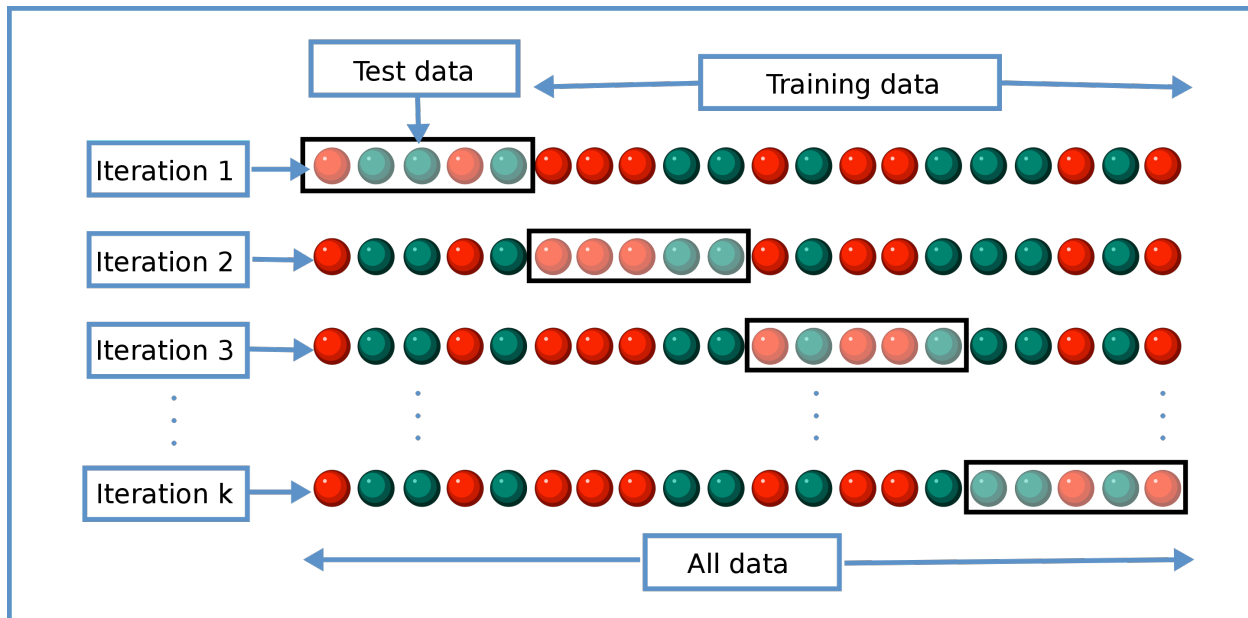 Test data
Training data
Iteration 1
Iteration 2
Iteration 3
Iteration k
All data